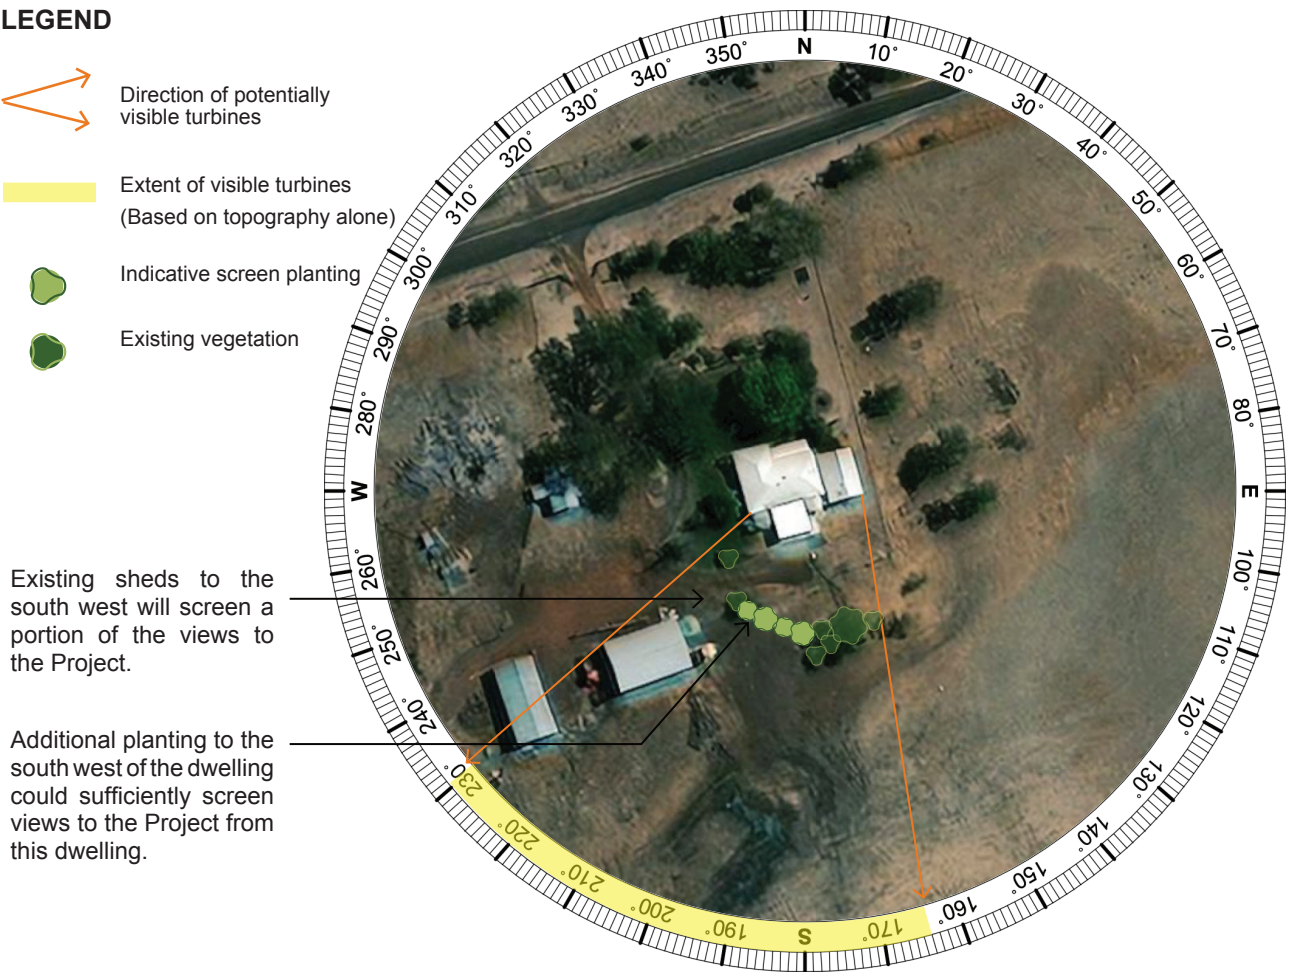 LEGEND
Direction of potentially
visible turbines
Extent of visible turbines
(Based on topography alone)
Indicative screen planting
Existing vegetation
Existing sheds to the
south west will screen a
portion of the views to
the Project.
Additional planting to the
south west of the dwelling
could sufficiently screen
views to the Project from
this dwelling.
N
10°
20°
30°
40°
50°
60°
70°
80°
E
100°
110°
120°
130°
140°
150°
160°
170°
S
190°
200°
210°
220°
230°
240°
250°
260°
W
280°
290°
300°
310°
320°
330°
340°
350°